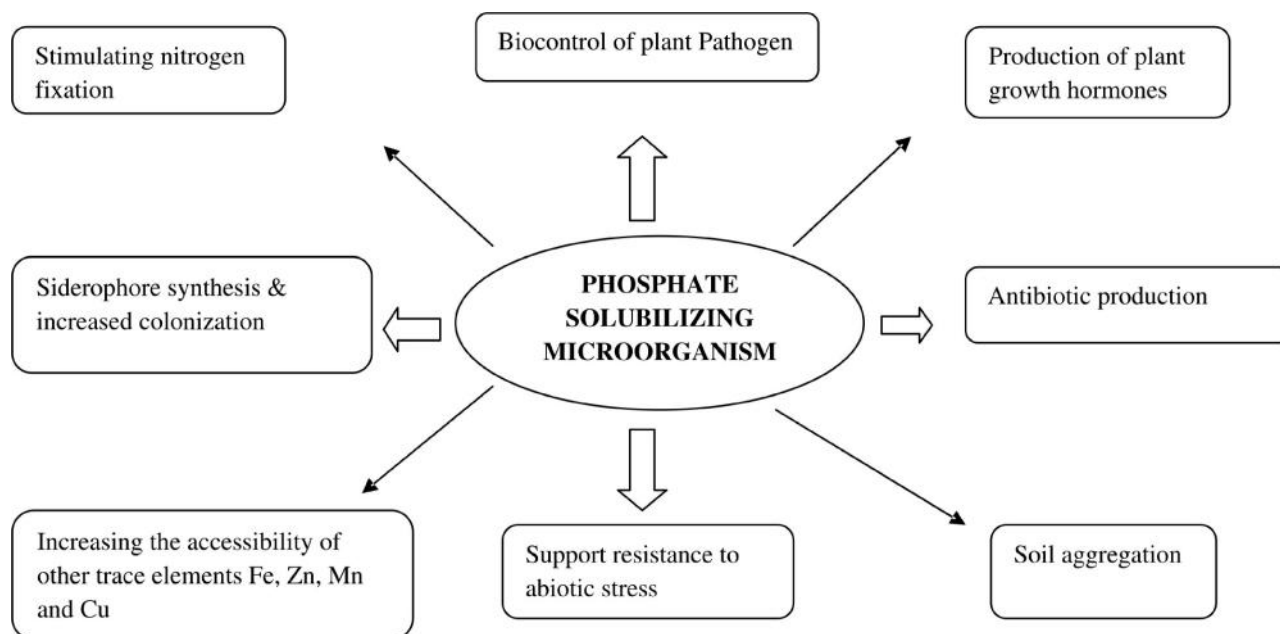 Stimulating nitrogen
fixation
Biocontrol of plant Pathogen
Production of plant
growth hormones
Siderophore synthesis &
increased colonization
PHOSPHATE
SOLUBILIZING
MICROORGANISM
Antibiotic production
Increasing the accessibility of
other trace elements Fe, Zn, Mn
and Cu
Support resistance to
abiotic stress
Soil aggregation